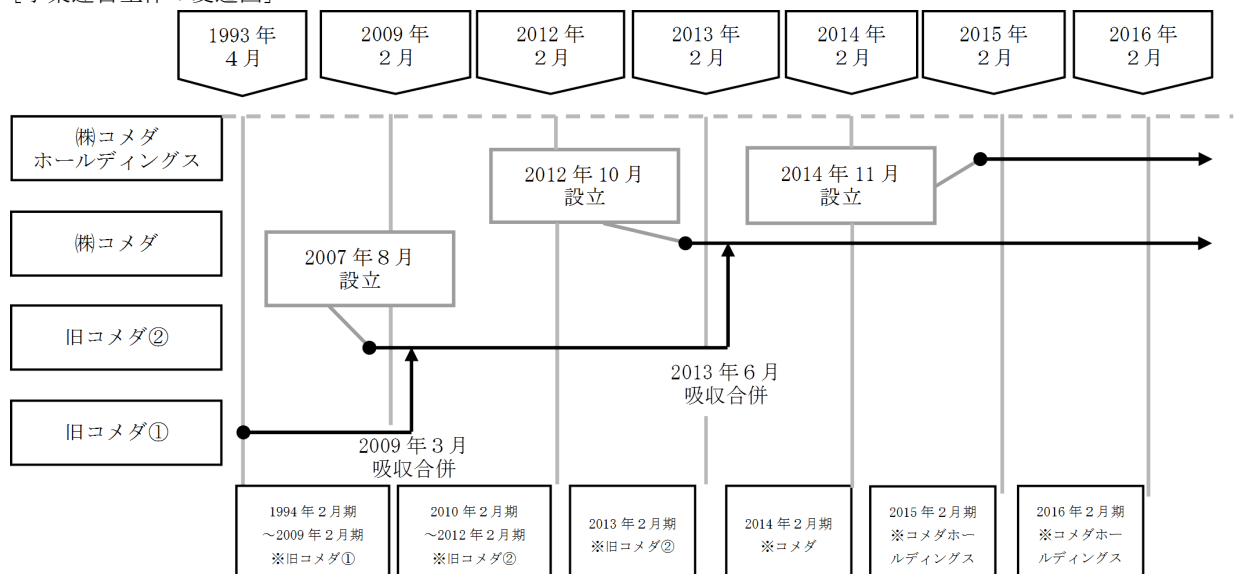 1993年
4月
2009年
2月
2012年
2月
2013年
2月
2014年
2月
2015年
2月
2016年
2月
㈱コメダ
ホールディングス
2012年10月
設立
2014年11月
設立
㈱コメダ
2007年8月
設立
旧コメダ②
2013年6月
吸収合併
旧コメダ①
2009年3月
吸収合併
1994年2月期
～2009年2月期
※旧コメダ①
2010年2月期
～2012年2月期
※旧コメダ②
2013年2月期
※旧コメダ②
2014年2月期
※コメダ
2015年2月期
※コメダホー
ルディングス
2016年2月期
※コメダホー
ルディングス